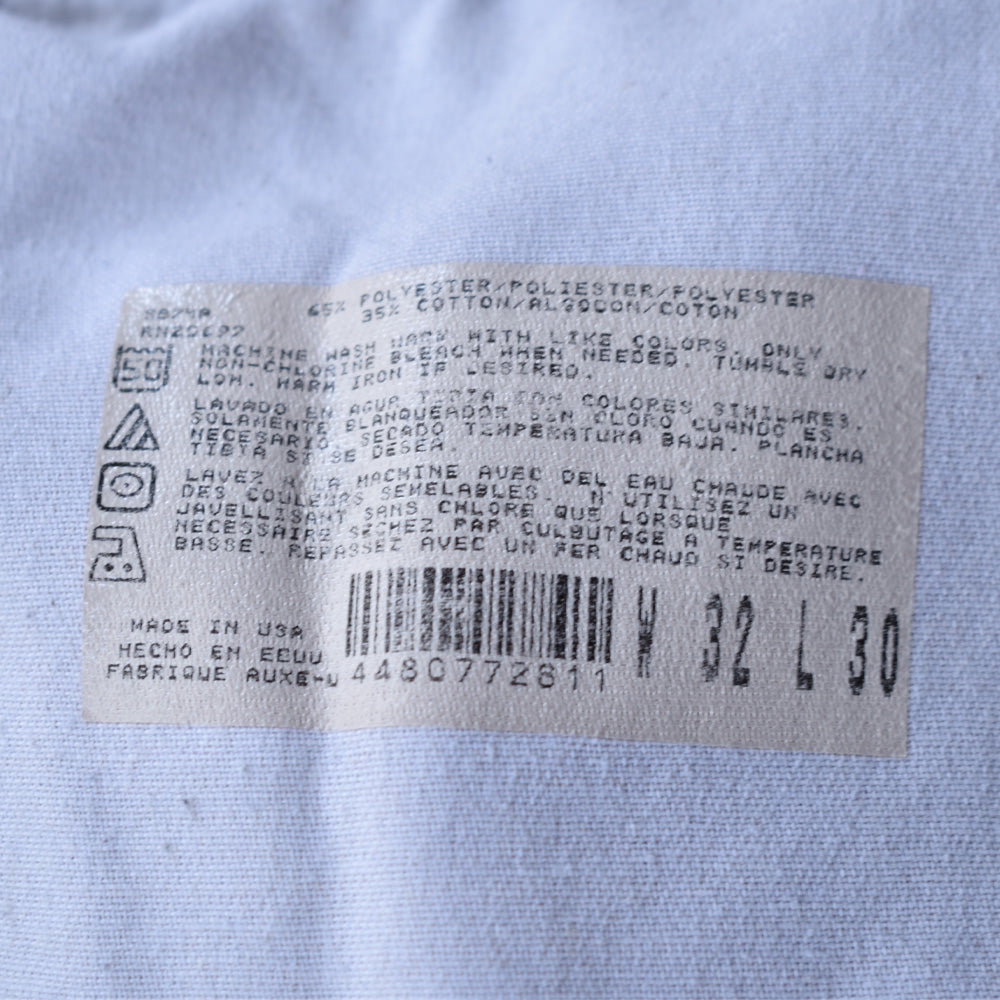 65% POLYESTER/POLIESTER/POLYESTER
35% COTTON/ALGODON/COTON
MACHINE WASH WARM WITH LIKE COLORS. ONLY
NON-CHLORINE BLEACH WHEN NEEDED. TUMBLE DRY
LOW. WARM IRON IF DESIRED.
LAVADO EN AGUA TIBIA CON COLORES SIMILARES.
SOLAMENTE BLANQUEADOR SIN CLORO CUANDO ES
NECESARIO. SECADO TEMPERATURA BAJA. PLANCHA
TIBIA SI SE DESEA.
LAVEZ A LA MACHINE AVEC DEL EAU CHAUDE AVEC
DES COULEURS SEMELABLES. N'UTILISEZ UN
JAVELLISANT SANS CHLORE QUE LORSQUE
NECESSAIRE SECHEZ PAR CULBUTAGE A TEMPERATURE
BASSE. REPASSEZ AVEC UN FER CHAUD SI DESIRE.
MADE IN USA
HECHO EN EEUU
FABRIQUE AUXE-U
4480772811
W 32 L 30